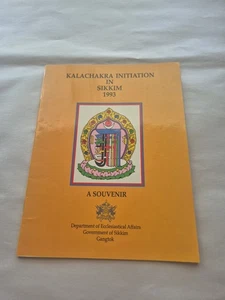 KALACHAKRA INITIATION
IN
SIKKIM
1993
A SOUVENIR
Department of Ecclesiastical Affairs
Government of Sikkim
Gangtok